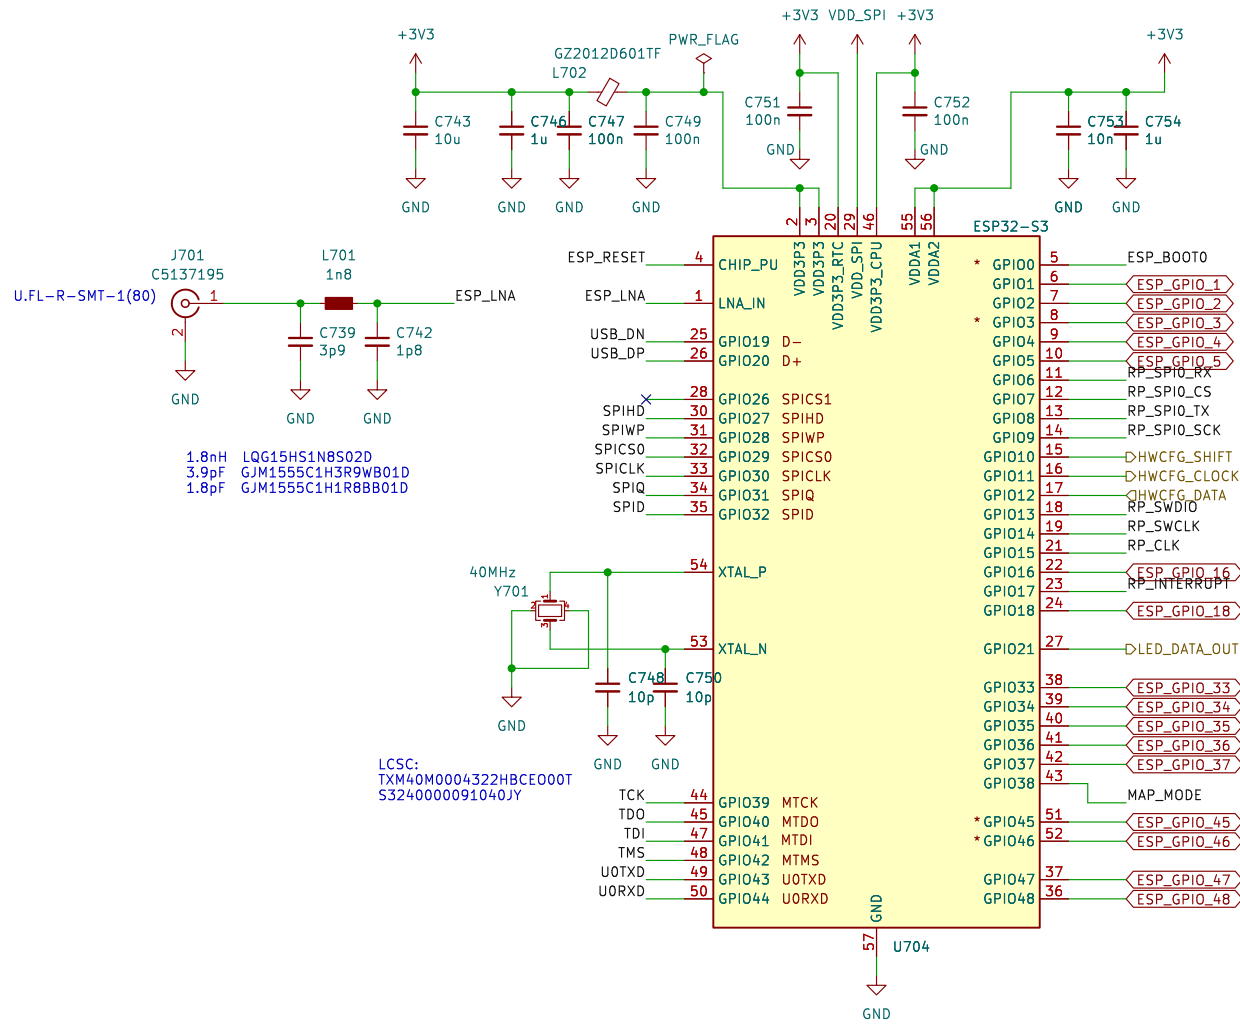 +3V3 VDD_SPI +3V3
+3V3 PWR_FLAG +3V3
GZ2012D601TF
L702
C743
10u
C746
1u
C747
100n
C749
100n
C751
100n
C752
100n
C753
10n
C754
1u
GND GND
GND GND GND GND GND GND
2 3 20 29 46 55 56
VDD3P3 VDD3P3 VDD3P3_RTC VDD_SPI VDD3P3_CPU VDDA1 VDDA2
ESP32-S3
J701
C5137195
U.FL-R-SMT-1(80)
1
2
GND
L701
1n8
ESP_LNA
C739
3p9
C742
1p8
GND GND
1.8nH LQG15HS1N8S02D
3.9pF GJM1555C1H3R9WB01D
1.8pF GJM1555C1H1R8BB01D
ESP_RESET 4 CHIP_PU
ESP_LNA 1 LNA_IN
USB_DN 25 GPIO19 D-
USB_DP 26 GPIO20 D+
28 GPIO26 SPICS1
SPIHD 30 GPIO27 SPIHD
SPIWP 31 GPIO28 SPIWP
SPICS0 32 GPIO29 SPICS0
SPICLK 33 GPIO30 SPICLK
SPIQ 34 GPIO31 SPIQ
SPID 35 GPIO32 SPID
54 XTAL_P
53 XTAL_N
40MHz
Y701
1
2 4
3
GND
C748
10p
C750
10p
GND GND
LCSC:
TXM40M0004322HBCEO00T
S3240000091040JY
TCK 44 GPIO39 MTCK
TDO 45 GPIO40 MTDO
TDI 47 GPIO41 MTDI
TMS 48 GPIO42 MTMS
U0TXD 49 GPIO43 U0TXD
U0RXD 50 GPIO44 U0RXD
* GPIO0 5 ESP_BOOT0
GPIO1 6 ESP_GPIO_1
GPIO2 7 ESP_GPIO_2
* GPIO3 8 ESP_GPIO_3
GPIO4 9 ESP_GPIO_4
GPIO5 10 ESP_GPIO_5
GPIO6 11 RP_SPI0_RX
GPIO7 12 RP_SPI0_CS
GPIO8 13 RP_SPI0_TX
GPIO9 14 RP_SPI0_SCK
GPIO10 15 HWCFG_SHIFT
GPIO11 16 HWCFG_CLOCK
GPIO12 17 HWCFG_DATA
GPIO13 18 RP_SWDIO
GPIO14 19 RP_SWCLK
GPIO15 21 RP_CLK
GPIO16 22 ESP_GPIO_16
GPIO17 23 RP_INTERRUPT
GPIO18 24 ESP_GPIO_18
GPIO21 27 LED_DATA_OUT
GPIO33 38 ESP_GPIO_33
GPIO34 39 ESP_GPIO_34
GPIO35 40 ESP_GPIO_35
GPIO36 41 ESP_GPIO_36
GPIO37 42 ESP_GPIO_37
GPIO38 43 MAP_MODE
* GPIO45 51 ESP_GPIO_45
* GPIO46 52 ESP_GPIO_46
GPIO47 37 ESP_GPIO_47
GPIO48 36 ESP_GPIO_48
GND
57
U704
GND